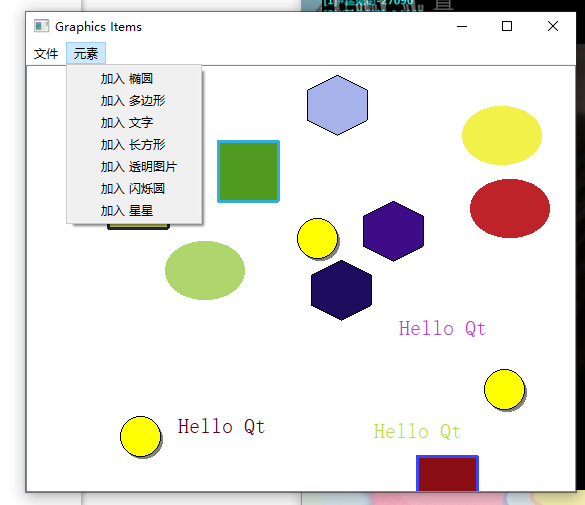 Graphics Items
文件 元素
加入 椭圆
加入 多边形
加入 文字
加入 长方形
加入 透明图片
加入 闪烁圆
加入 星星
Hello Qt
Hello Qt
Hello Qt